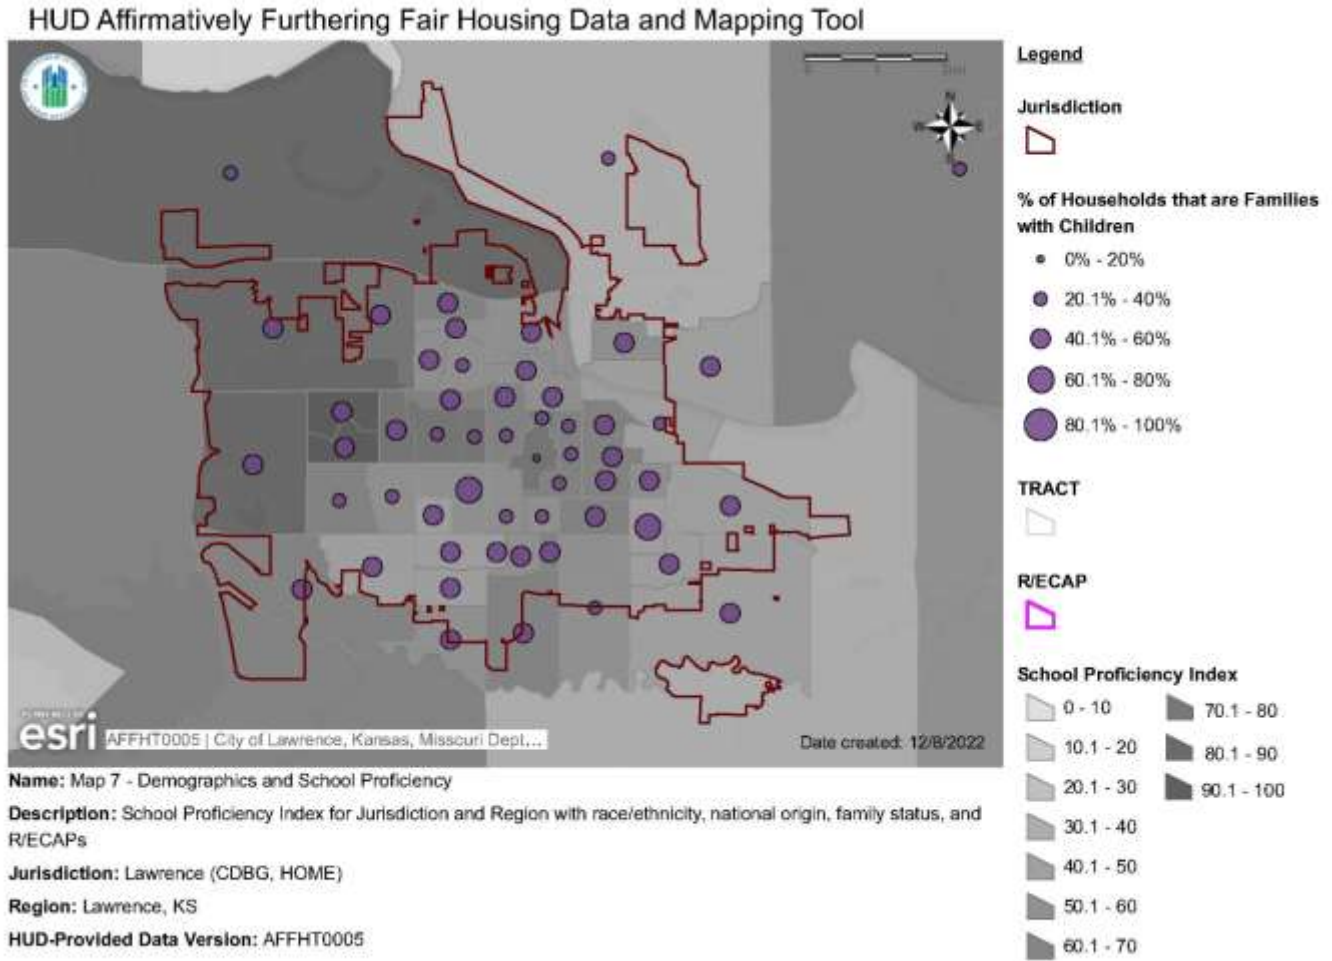 HUD Affirmatively Furthering Fair Housing Data and Mapping Tool
Legend
Jurisdiction
% of Households that are Families
with Children
0% - 20%
20.1% - 40%
40.1% - 60%
60.1% - 80%
80.1% - 100%
TRACT
R/ECAP
School Proficiency Index
0 - 10
10.1 - 20
20.1 - 30
30.1 - 40
40.1 - 50
50.1 - 60
60.1 - 70
70.1 - 80
80.1 - 90
90.1 - 100
N
W
E
esri
AFFHT0005 | City of Lawrence, Kansas, Missouri Dept...
Date created: 12/8/2022
Name: Map 7 - Demographics and School Proficiency
Description: School Proficiency Index for Jurisdiction and Region with race/ethnicity, national origin, family status, and
R/ECAPs
Jurisdiction: Lawrence (CDBG, HOME)
Region: Lawrence, KS
HUD-Provided Data Version: AFFHT0005